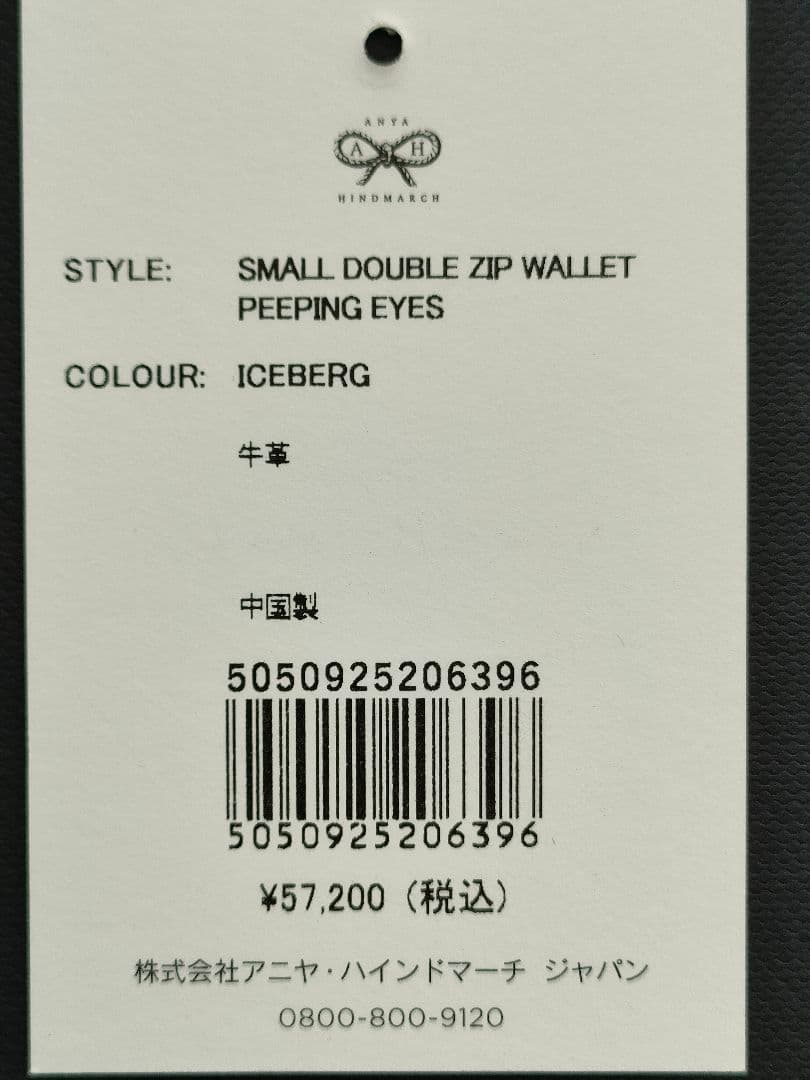 ANYA
A H
HINDMARCH
STYLE: SMALL DOUBLE ZIP WALLET
PEEPING EYES
COLOUR: ICEBERG
牛革
中国製
5050925206396
5050925206396
¥57,200（税込）
株式会社アニヤ・ハインドマーチ ジャパン
0800-800-9120